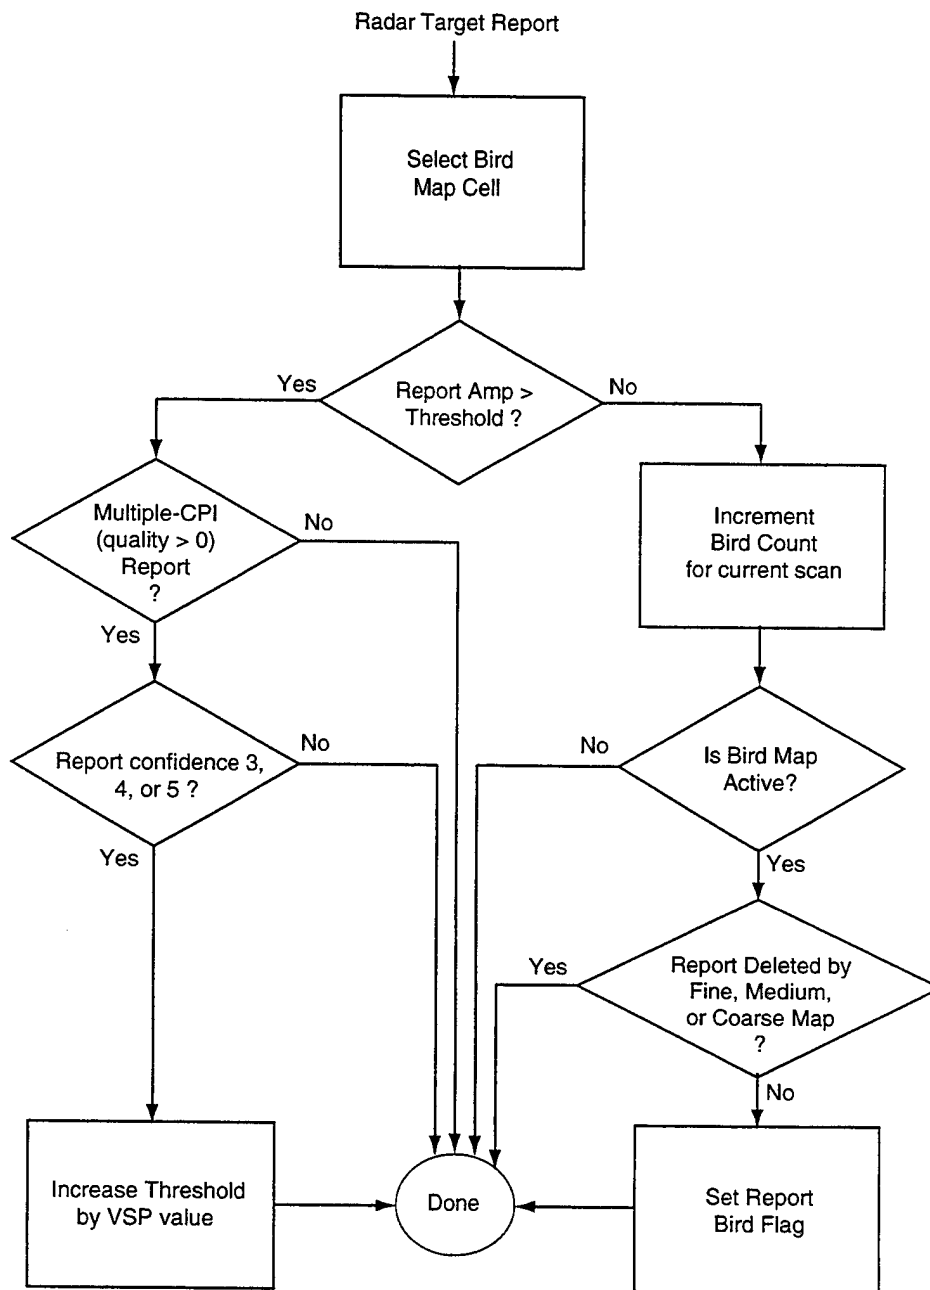 Radar Target Report
Select Bird
Map Cell
Yes
Report Amp >
Threshold ?
No
Multiple-CPI
(quality > 0)
Report
?
No
Increment
Bird Count
for current scan
Yes
Report confidence 3,
4, or 5 ?
No
No
Is Bird Map
Active?
Yes
Yes
Yes
Report Deleted by
Fine, Medium,
or Coarse Map
?
No
Increase Threshold
by VSP value
Done
Set Report
Bird Flag